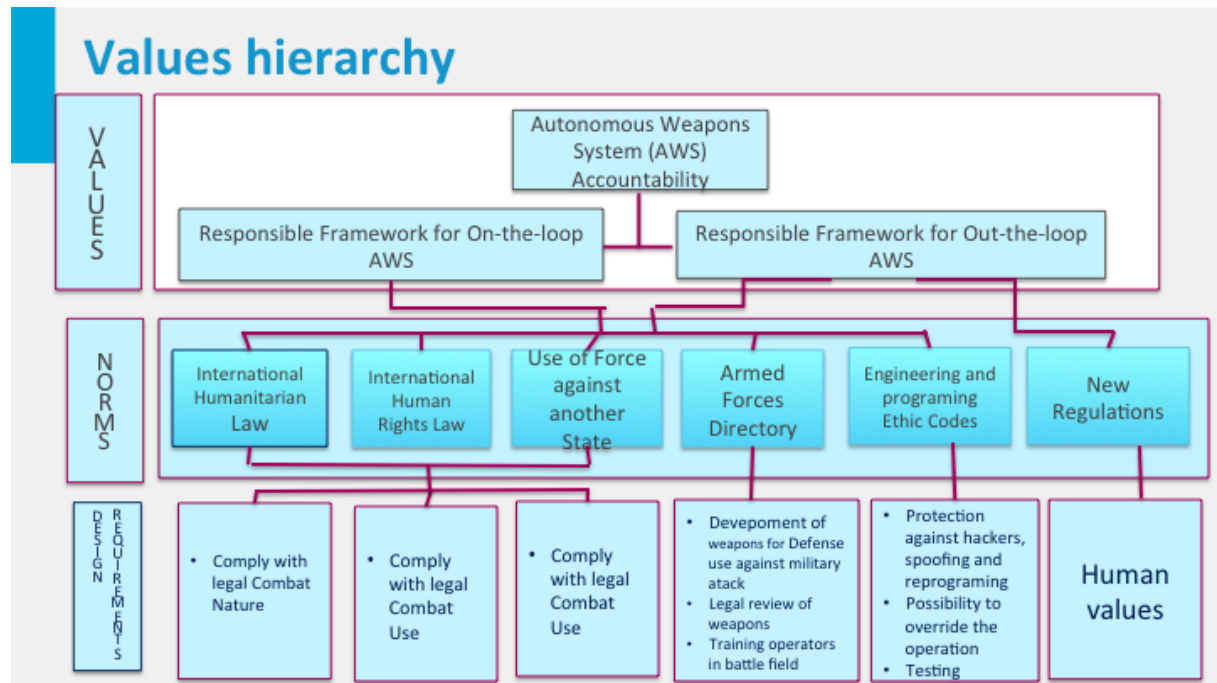 Values hierarchy
VALUES
Autonomous Weapons
System (AWS)
Accountability
Responsible Framework for On-the-loop
AWS
Responsible Framework for Out-the-loop
AWS
NORMS
International
Humanitarian
Law
International
Human
Rights Law
Use of Force
against
another
State
Armed
Forces
Directory
Engineering and
programing
Ethic Codes
New
Regulations
DESIGN
REQUIREMENTS
• Comply with
legal Combat
Nature
• Comply
with legal
Combat
Use
• Comply
with legal
Combat
Use
• Devepoment of
weapons for Defense
use against military
atack
• Legal review of
weapons
• Training operators
in battle field
• Protection
against hackers,
spoofing and
reprograming
• Possibility to
override the
operation
• Testing
Human
values